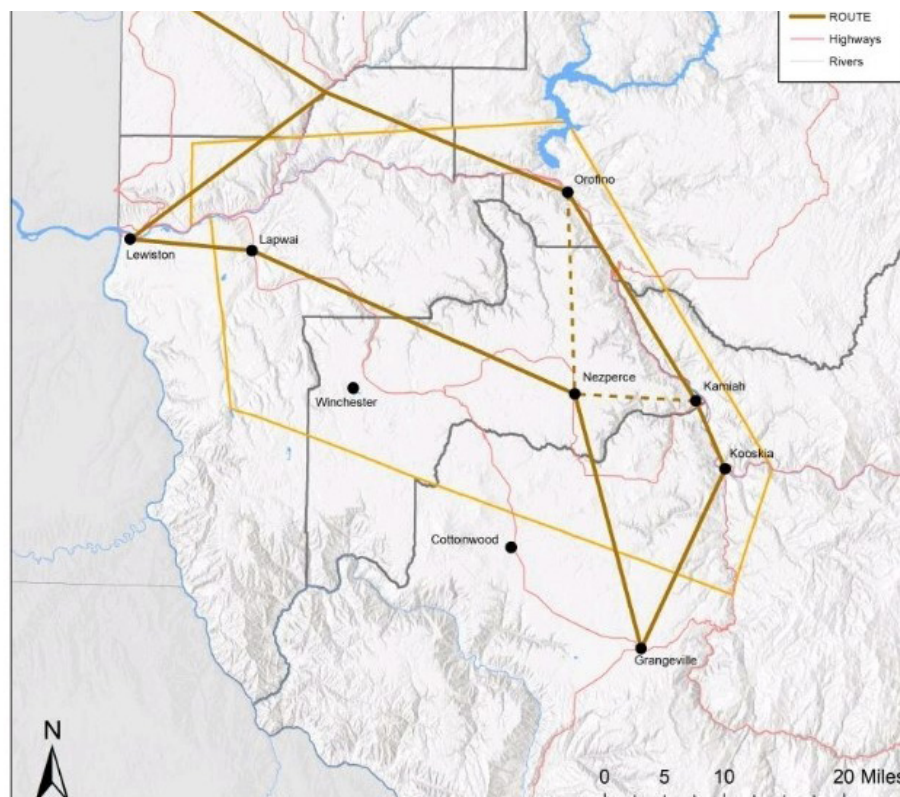 ROUTE
Highways
Rivers
Orofino
Lapwai
Lewiston
Nezperce
Kamiah
Winchester
Kooskia
Cottonwood
Grangeville
N
0 5 10 20 Miles